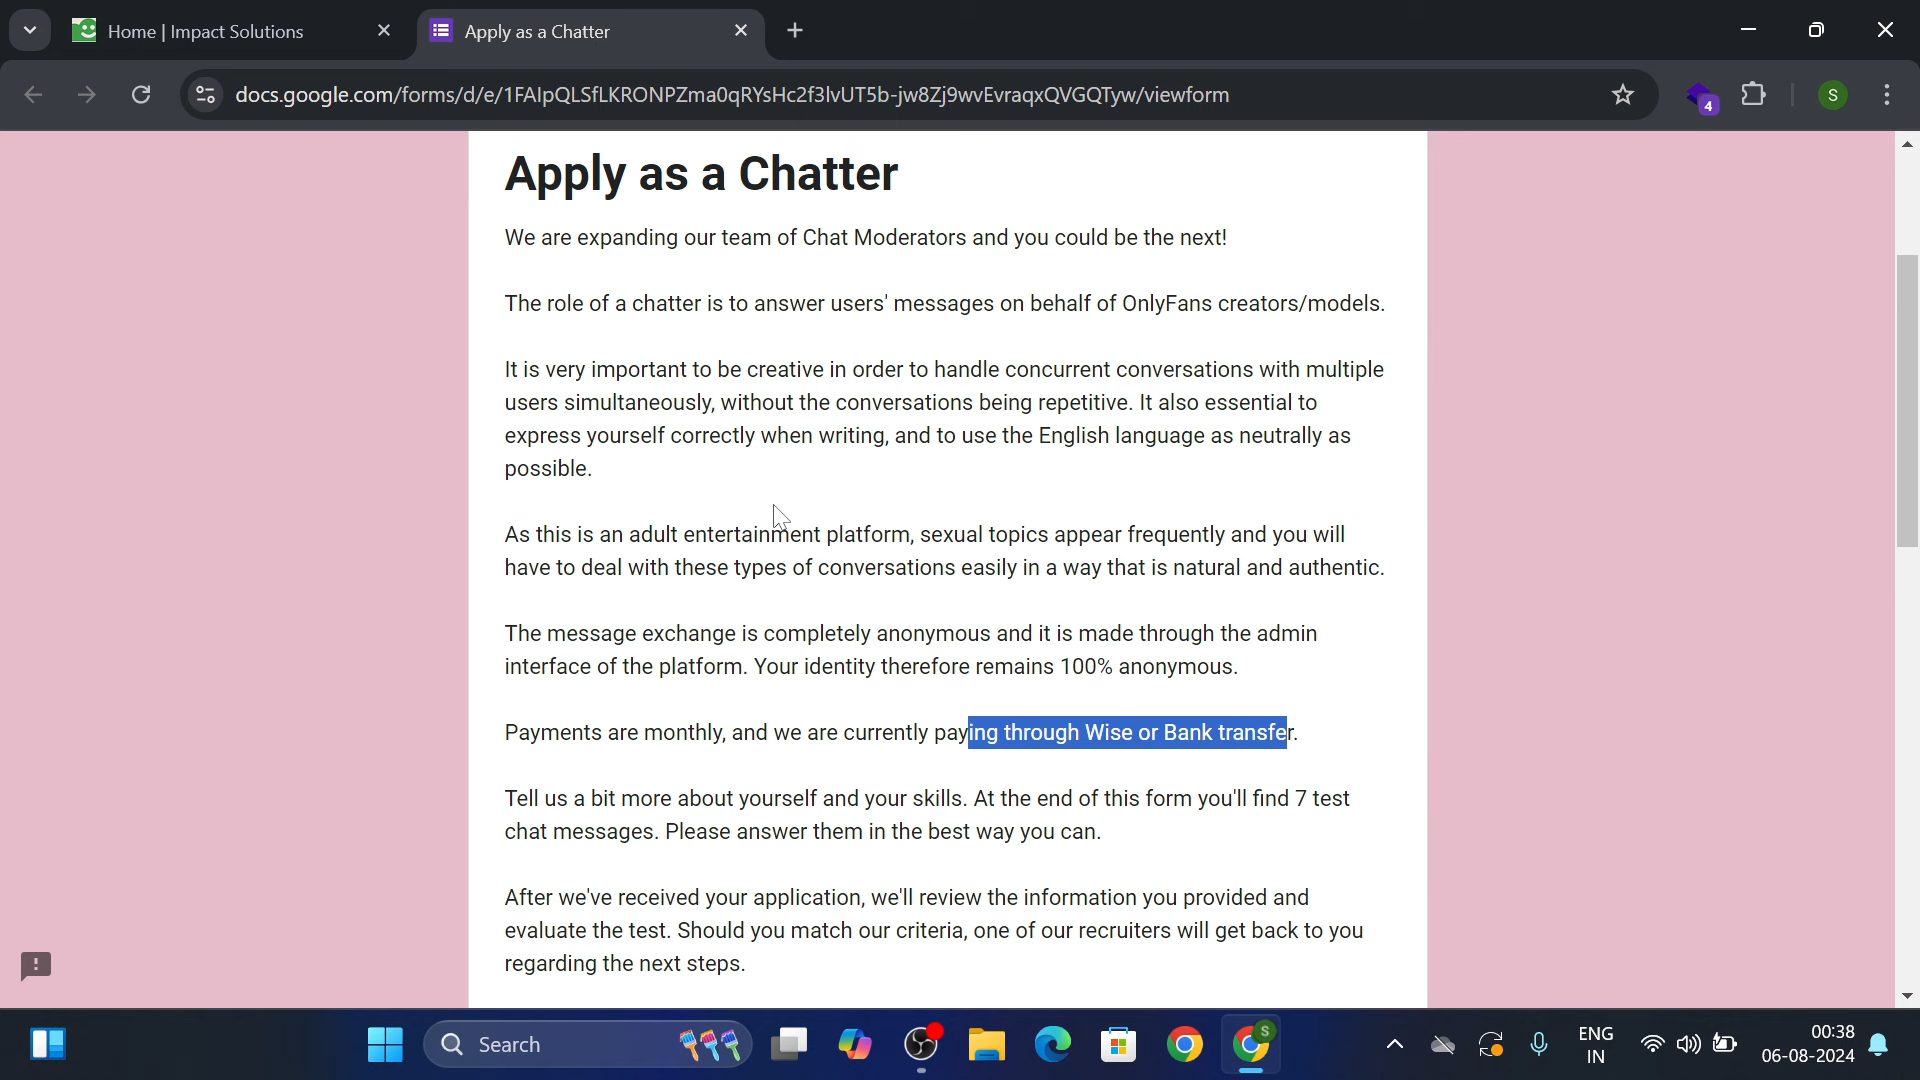 Home | Impact Solutions
Apply as a Chatter
docs.google.com/forms/d/e/1FAIpQLSfLKRONPZma0qRYsHc2f3lvUT5b-jw8Zj9wvEvraqxQVGQTyw/viewform
4
S
Apply as a Chatter
We are expanding our team of Chat Moderators and you could be the next!
The role of a chatter is to answer users' messages on behalf of OnlyFans creators/models.
It is very important to be creative in order to handle concurrent conversations with multiple
users simultaneously, without the conversations being repetitive. It also essential to
express yourself correctly when writing, and to use the English language as neutrally as
possible.
As this is an adult entertainment platform, sexual topics appear frequently and you will
have to deal with these types of conversations easily in a way that is natural and authentic.
The message exchange is completely anonymous and it is made through the admin
interface of the platform. Your identity therefore remains 100% anonymous.
Payments are monthly, and we are currently paying through Wise or Bank transfer.
Tell us a bit more about yourself and your skills. At the end of this form you'll find 7 test
chat messages. Please answer them in the best way you can.
After we've received your application, we'll review the information you provided and
evaluate the test. Should you match our criteria, one of our recruiters will get back to you
regarding the next steps.
Search
S
ENG
IN
00:38
06-08-2024